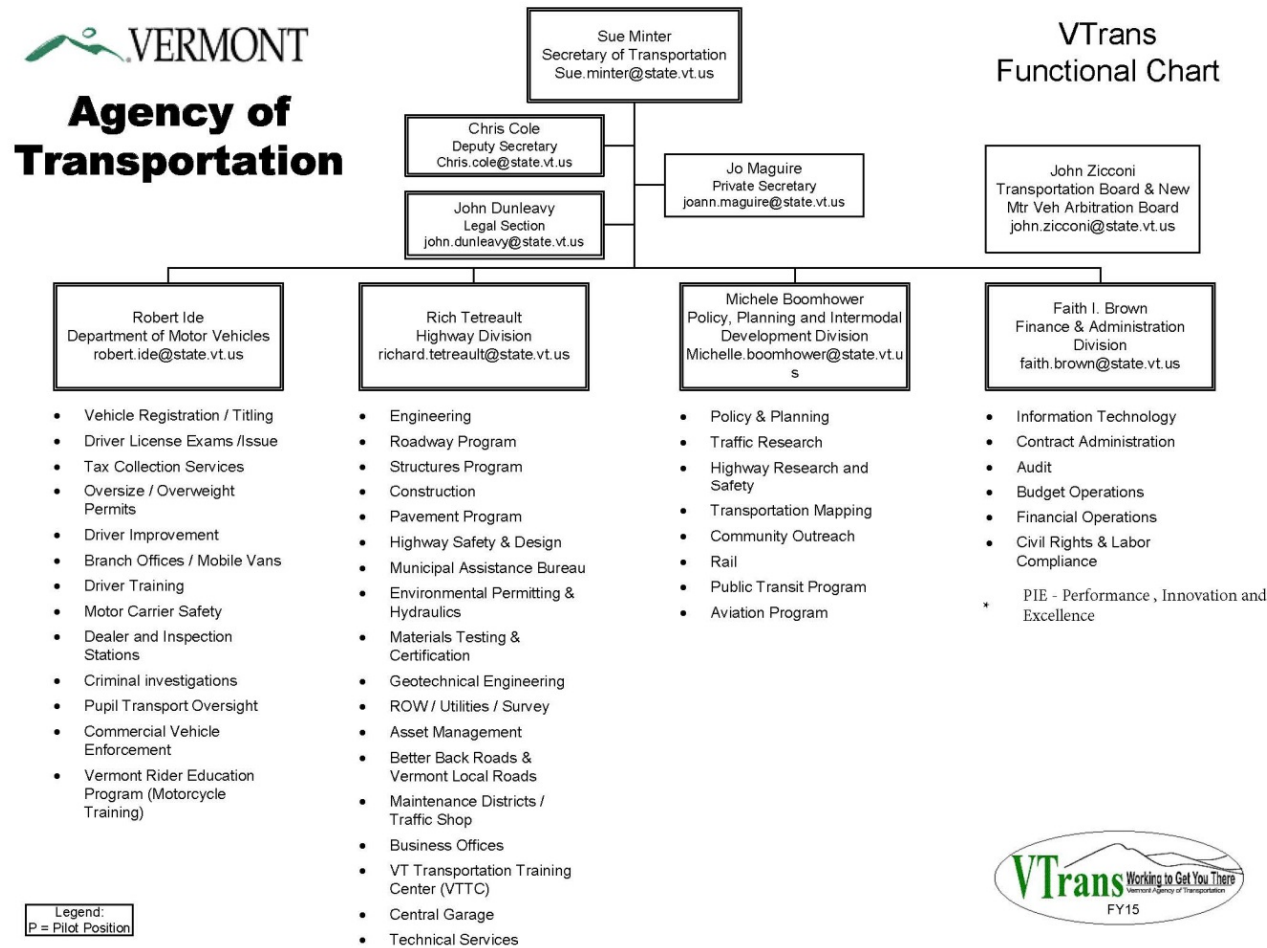 VERMONT
Agency of
Transportation
VTrans
Functional Chart
Sue Minter
Secretary of Transportation
Sue.minter@state.vt.us
Chris Cole
Deputy Secretary
Chris.cole@state.vt.us
Jo Maguire
Private Secretary
joann.maguire@state.vt.us
John Dunleavy
Legal Section
john.dunleavy@state.vt.us
John Zicconi
Transportation Board & New
Mtr Veh Arbitration Board
john.zicconi@state.vt.us
Robert Ide
Department of Motor Vehicles
robert.ide@state.vt.us
• Vehicle Registration / Titling
• Driver License Exams /Issue
• Tax Collection Services
• Oversize / Overweight
Permits
• Driver Improvement
• Branch Offices / Mobile Vans
• Driver Training
• Motor Carrier Safety
• Dealer and Inspection
Stations
• Criminal investigations
• Pupil Transport Oversight
• Commercial Vehicle
Enforcement
• Vermont Rider Education
Program (Motorcycle
Training)
Rich Tetreault
Highway Division
richard.tetreault@state.vt.us
• Engineering
• Roadway Program
• Structures Program
• Construction
• Pavement Program
• Highway Safety & Design
• Municipal Assistance Bureau
• Environmental Permitting &
Hydraulics
• Materials Testing &
Certification
• Geotechnical Engineering
• ROW / Utilities / Survey
• Asset Management
• Better Back Roads &
Vermont Local Roads
• Maintenance Districts /
Traffic Shop
• Business Offices
• VT Transportation Training
Center (VTTC)
• Central Garage
• Technical Services
Michele Boomhower
Policy, Planning and Intermodal
Development Division
Michelle.boomhower@state.vt.u
s
• Policy & Planning
• Traffic Research
• Highway Research and
Safety
• Transportation Mapping
• Community Outreach
• Rail
• Public Transit Program
• Aviation Program
Faith I. Brown
Finance & Administration
Division
faith.brown@state.vt.us
• Information Technology
• Contract Administration
• Audit
• Budget Operations
• Financial Operations
• Civil Rights & Labor
Compliance
* PIE - Performance , Innovation and
Excellence
Legend:
P = Pilot Position
VTrans Working to Get You There
Vermont Agency of Transportation
FY15